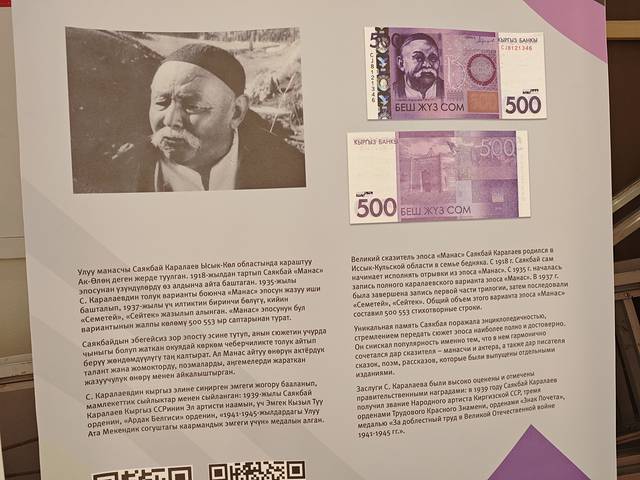 КЫРГЫЗ БАНКЫ
CJ8121346
CJ8121346
500
БЕШ ЖҮЗ СОМ
500
КЫРГЫЗ БАНКЫ
500
500
БЕШ ЖҮЗ СОМ
Улуу манасчы Саякбай Каралаев Ысык-Көл областында караштуу
Ак-Өлөң деген жерде туулган. 1918-жылдан тартып Саякбай «Манас»
эпосунан үзүндүлөрдү өз алдынча айта баштаган. 1935-жылы
С. Каралаевдин толук варианты боюнча «Манас» эпосун жазуу иши
башталып, 1937-жылы үч илтиктин биринчи бөлүгү, кийин
«Семетей», «Сейтек» жазылып алынган. «Манас» эпосунун бул
вариантынын жалпы көлөмү 500 553 ыр саптарынан турат.
Саякбайдын эбегейсиз зор эпосту эсине тутуп, анын сюжетин учурда
чыныгы болуп жаткан окуядай көркөм чеберчиликте толук айтып
берүү жөндөмдүүлүгү таң калтырат. Ал Манас айтуу өнөрүн актёрдук
талант жана жомокторду, поэмаларды, аңгемелерди жараткан
жазуучулук өнөрү менен айкалыштырган.
С. Каралаевдин кыргыз элине сиңирген эмгеги жогору бааланып,
мамлекеттик сыйлыктар менен сыйланган: 1939-жылы Саякбай
Каралаев Кыргыз ССРинин Эл артисти наамын, үч Эмгек Кызыл Туу
орденин, «Ардак Белгиси» орденин, «1941-1945-жылдардагы Улуу
Ата Мекендик согуштагы каармандык эмгеги үчүн» медалын алган.
Великий сказитель эпоса «Манас» Саякбай Каралаев родился в
Иссык-Кульской области в семье бедняка. С 1918 г. Саякбай сам
начинает исполнять отрывки из эпоса «Манас». С 1935 г. началась
запись полного каралаевского варианта эпоса «Манас». В 1937 г.
была завершена запись первой части трилогии, затем последовали
«Семетей», «Сейтек». Общий объем этого варианта эпоса «Манас»
составил 500 553 стихотворные строки.
Уникальная память Саякбая поражала энциклопедичностью,
стремлением передать сюжет эпоса наиболее полно и достоверно.
Он снискал популярность именно тем, что в нем гармонично
сочетался дар сказителя – манасчи и актера, а также дар писателя
сказок, поэм, рассказов, которые были выпущены отдельными
изданиями.
Заслуги С. Каралаева были высоко оценены и отмечены
правительственными наградами: в 1939 году Саякбай Каралаев
получил звание Народного артиста Киргизской ССР, тремя
орденами Трудового Красного Знамени, орденами «Знак Почета»,
медалью «За доблестный труд в Великой Отечественной войне
1941-1945 гг.».